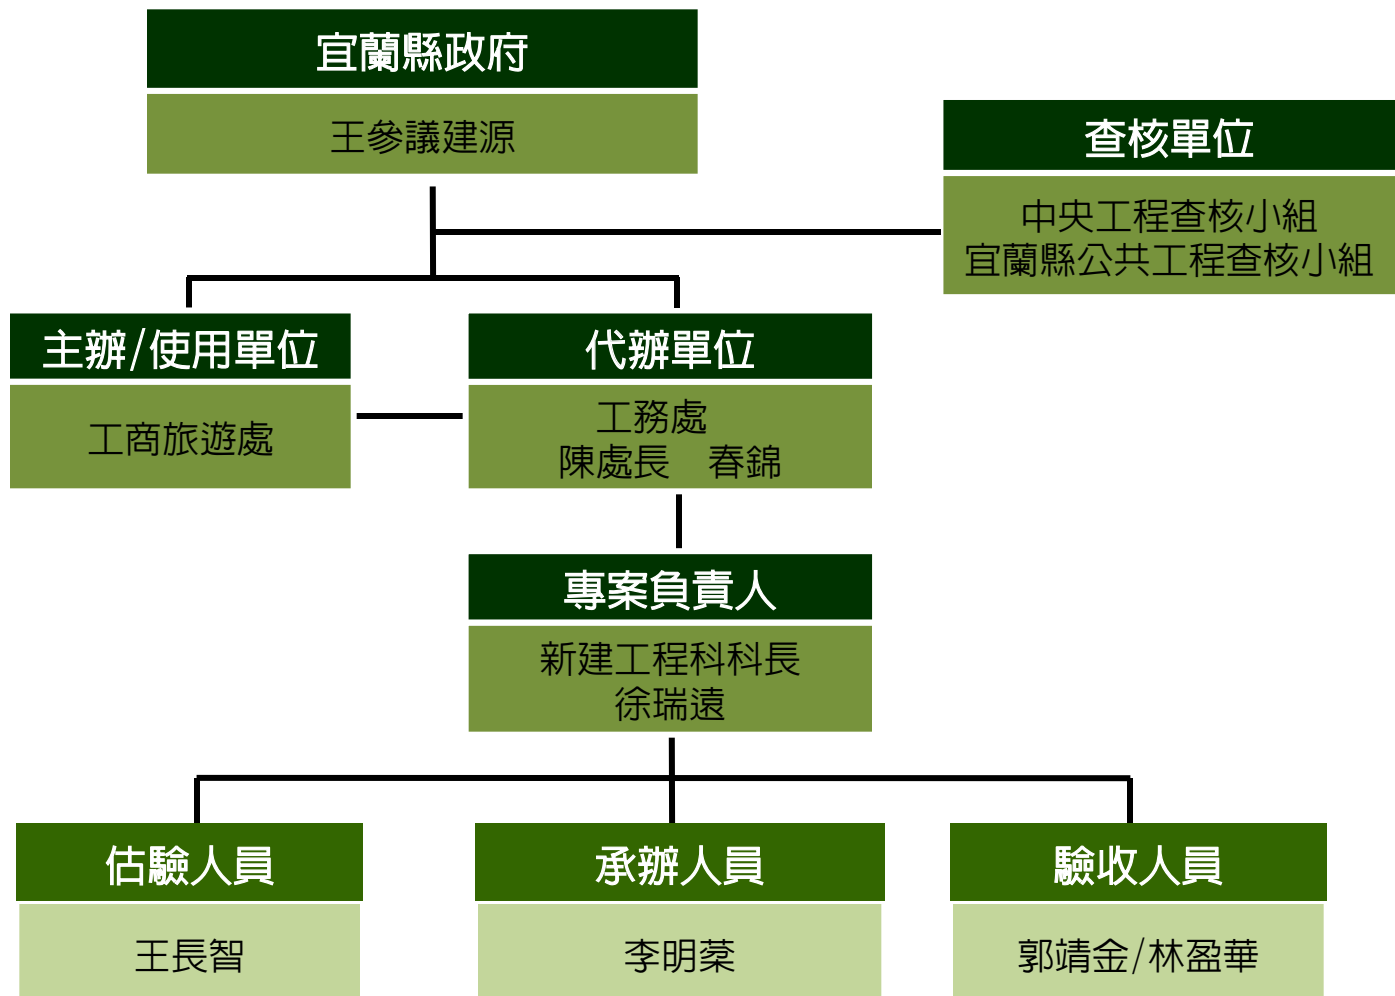 宜蘭縣政府
王參議建源
查核單位
中央工程查核小組
宜蘭縣公共工程查核小組
主辦/使用單位
工商旅遊處
代辦單位
工務處
陳處長　春錦
專案負責人
新建工程科科長
徐瑞遠
估驗人員
王長智
承辦人員
李明蒅
驗收人員
郭靖金/林盈華